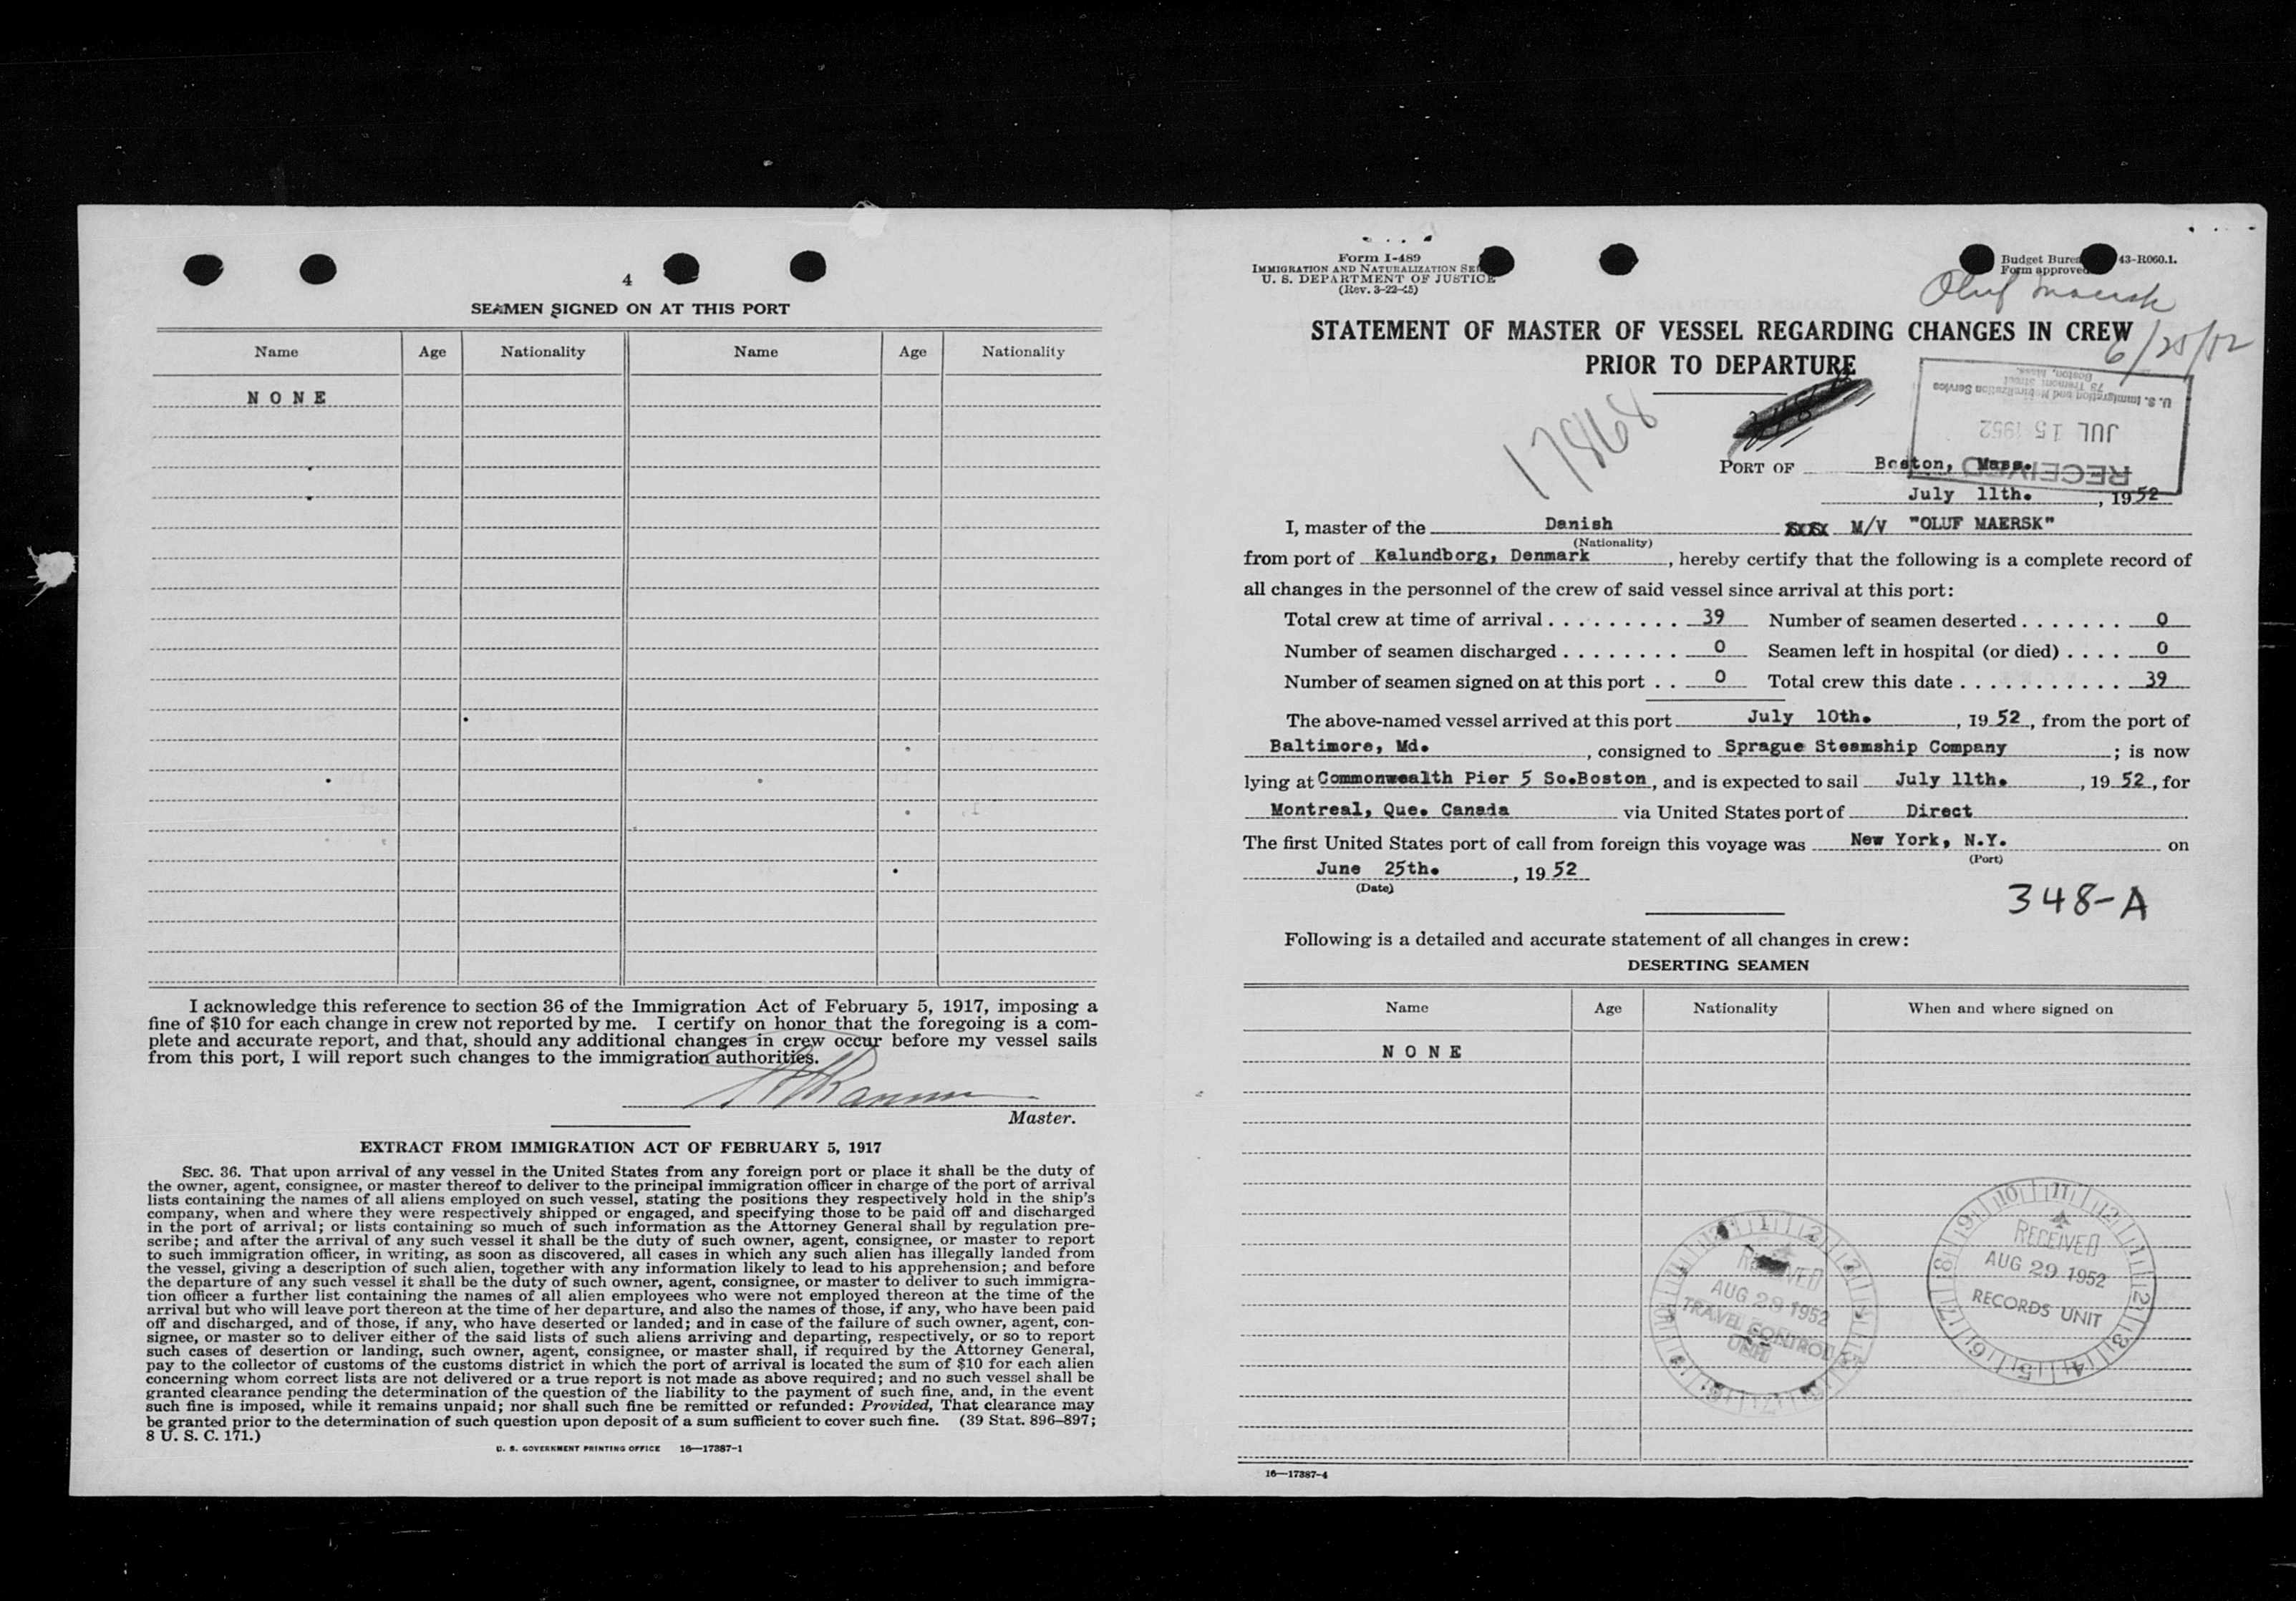 4
SEAMEN SIGNED ON AT THIS PORT
Name Age Nationality Name Age Nationality
NONE
I acknowledge this reference to section 36 of the Immigration Act of February 5, 1917, imposing a
fine of $10 for each change in crew not reported by me. I certify on honor that the foregoing is a com-
plete and accurate report, and that, should any additional changes in crew occur before my vessel sails
from this port, I will report such changes to the immigration authorities.
Master.
EXTRACT FROM IMMIGRATION ACT OF FEBRUARY 5, 1917
SEC. 36. That upon arrival of any vessel in the United States from any foreign port or place it shall be the duty of
the owner, agent, consignee, or master thereof to deliver to the principal immigration officer in charge of the port of arrival
lists containing the names of all aliens employed on such vessel, stating the positions they respectively hold in the ship's
company, when and where they were respectively shipped or engaged, and specifying those to be paid off and discharged
in the port of arrival; or lists containing so much of such information as the Attorney General shall by regulation pre-
scribe; and after the arrival of any such vessel it shall be the duty of such owner, agent, consignee, or master to report
to such immigration officer, in writing, as soon as discovered, all cases in which any such alien has illegally landed from
the vessel, giving a description of such alien, together with any information likely to lead to his apprehension; and before
the departure of any such vessel it shall be the duty of such owner, agent, consignee, or master to deliver to such immigra-
tion officer a further list containing the names of all alien employees who were not employed thereon at the time of the
arrival but who will leave port thereon at the time of her departure, and also the names of those, if any, who have been paid
off and discharged, and of those, if any, who have deserted or landed; and in case of the failure of such owner, agent, con-
signee, or master so to deliver either of the said lists of such aliens arriving and departing, respectively, or so to report
such cases of desertion or landing, such owner, agent, consignee, or master shall, if required by the Attorney General,
pay to the collector of customs of the customs district in which the port of arrival is located the sum of $10 for each alien
concerning whom correct lists are not delivered or a true report is not made as above required; and no such vessel shall be
granted clearance pending the determination of the question of the liability to the payment of such fine, and, in the event
such fine is imposed, while it remains unpaid; nor shall such fine be remitted or refunded: Provided, That clearance may
be granted prior to the determination of such question upon deposit of a sum sufficient to cover such fine. (39 Stat. 896–897;
8 U. S. C. 171.)
U. S. GOVERNMENT PRINTING OFFICE 16—17387-1
Form I-489
IMMIGRATION AND NATURALIZATION
U. S. DEPARTMENT OF JUSTICE
(Rev. 3-22-45)
Budget 43-R060.1.
Form approved
Oluf Maersk
STATEMENT OF MASTER OF VESSEL REGARDING CHANGES IN CREW
PRIOR TO DEPARTURE
6/25/52
U. S. Immigration and Naturalization Service
73 Tremont Street
Boston, Mass.
JUL 15 1952
RECEIVED
17868
PORT OF Boston, Mass.
July 11th. , 1952
I, master of the Danish M/V "OLUF MAERSK"
(Nationality)
from port of Kalundborg, Denmark , hereby certify that the following is a complete record of
all changes in the personnel of the crew of said vessel since arrival at this port:
Total crew at time of arrival . . . . . . . . . 39 Number of seamen deserted . . . . . . . 0
Number of seamen discharged . . . . . . . . 0 Seamen left in hospital (or died) . . . . 0
Number of seamen signed on at this port . . 0 Total crew this date . . . . . . . . . . . 39
The above-named vessel arrived at this port July 10th. , 19 52 , from the port of
Baltimore, Md. , consigned to Sprague Steamship Company ; is now
lying at Commonwealth Pier 5 So.Boston , and is expected to sail July 11th. , 19 52 , for
Montreal, Que. Canada via United States port of Direct
The first United States port of call from foreign this voyage was New York, N.Y. on
(Port)
June 25th. , 19 52
(Date)
348-A
Following is a detailed and accurate statement of all changes in crew:
DESERTING SEAMEN
Name Age Nationality When and where signed on
NONE
RECEIVED
AUG 29 1952
TRAVEL CONTROL
UNIT
RECEIVED
AUG 29 1952
RECORDS UNIT
16—17387-4